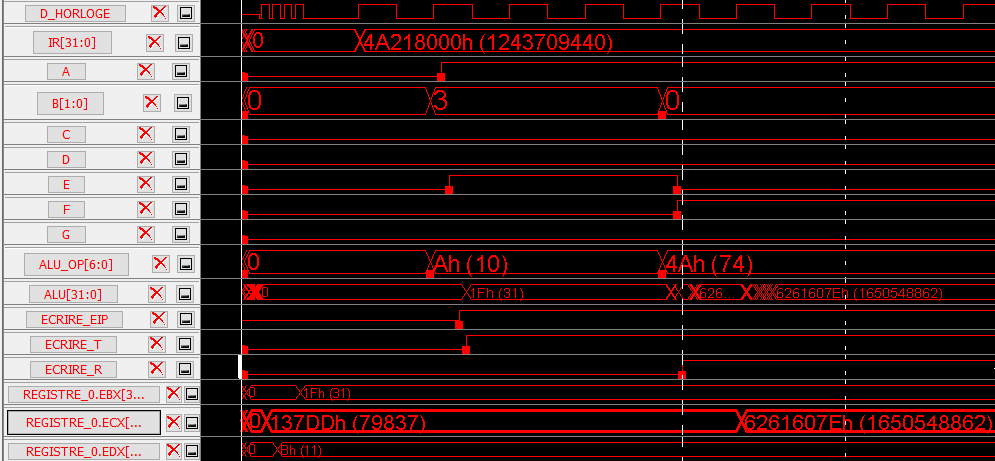 D_HORLOGE
IR[31:0] 0 4A218000h (1243709440)
A
B[1:0] 0 3 0
C
D
E
F
G
ALU_OP[6:0] 0 Ah (10) 4Ah (74)
ALU[31:0] 0 1Fh (31) 626... 6261607Eh (1650548862)
ECRIRE_EIP
ECRIRE_T
ECRIRE_R
REGISTRE_0.EBX[3... 0 1Fh (31)
REGISTRE_0.ECX[... 0 137DDh (79837) 6261607Eh (1650548862)
REGISTRE_0.EDX[... 0 Bh (11)